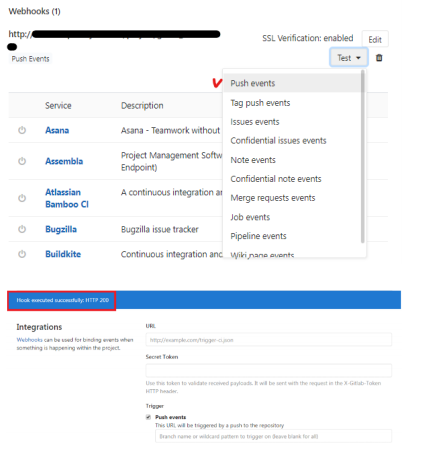 Webhooks (1)
http://
SSL Verification: enabled Edit
Push Events
Test
Push events
Tag push events
Issues events
Confidential issues events
Note events
Confidential note events
Merge requests events
Job events
Pipeline events
Wiki page events
Service Description
Asana Asana - Teamwork without
Assembla Project Management Softw
Endpoint)
Atlassian
Bamboo CI A continuous integration a
Bugzilla Bugzilla issue tracker
Buildkite Continuous integration and
Hook executed successfully: HTTP 200
Integrations
Webhooks can be used for binding events when
something is happening within the project.
URL
http://example.com/trigger-ci.json
Secret Token
Use this token to validate received payloads. It will be sent with the request in the X-Gitlab-Token
HTTP header.
Trigger
Push events
This URL will be triggered by a push to the repository
Branch name or wildcard pattern to trigger on (leave blank for all)